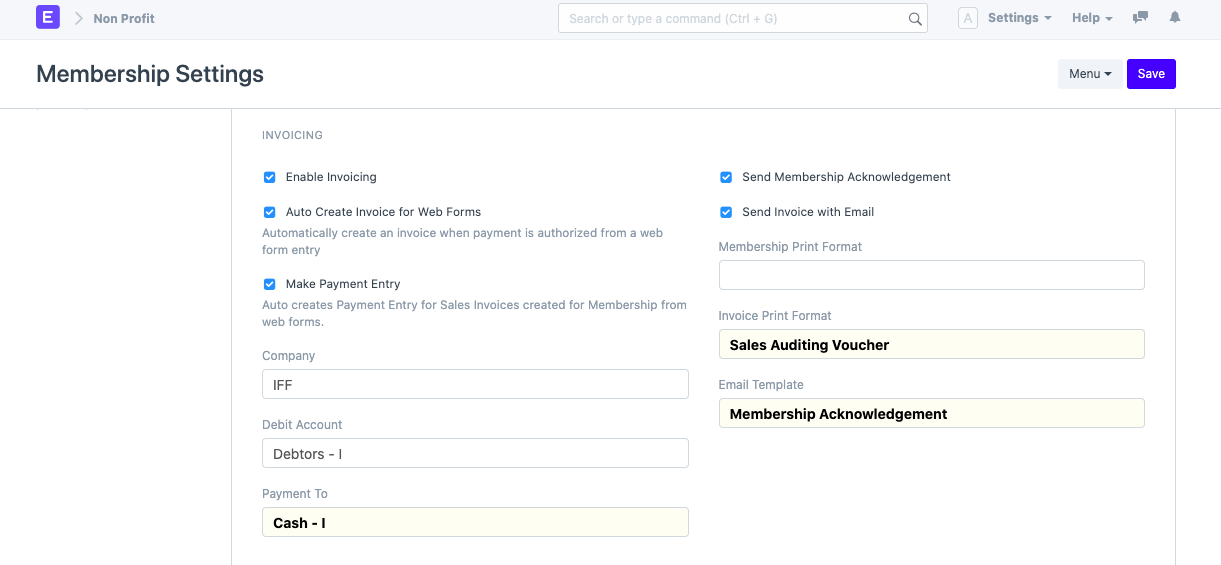 E Non Profit Search or type a command (Ctrl + G) A Settings Help
Membership Settings Menu Save
INVOICING
Enable Invoicing
Auto Create Invoice for Web Forms
Automatically create an invoice when payment is authorized from a web
form entry
Make Payment Entry
Auto creates Payment Entry for Sales Invoices created for Membership from
web forms.
Company
IFF
Debit Account
Debtors - I
Payment To
Cash - I
Send Membership Acknowledgement
Send Invoice with Email
Membership Print Format
Invoice Print Format
Sales Auditing Voucher
Email Template
Membership Acknowledgement